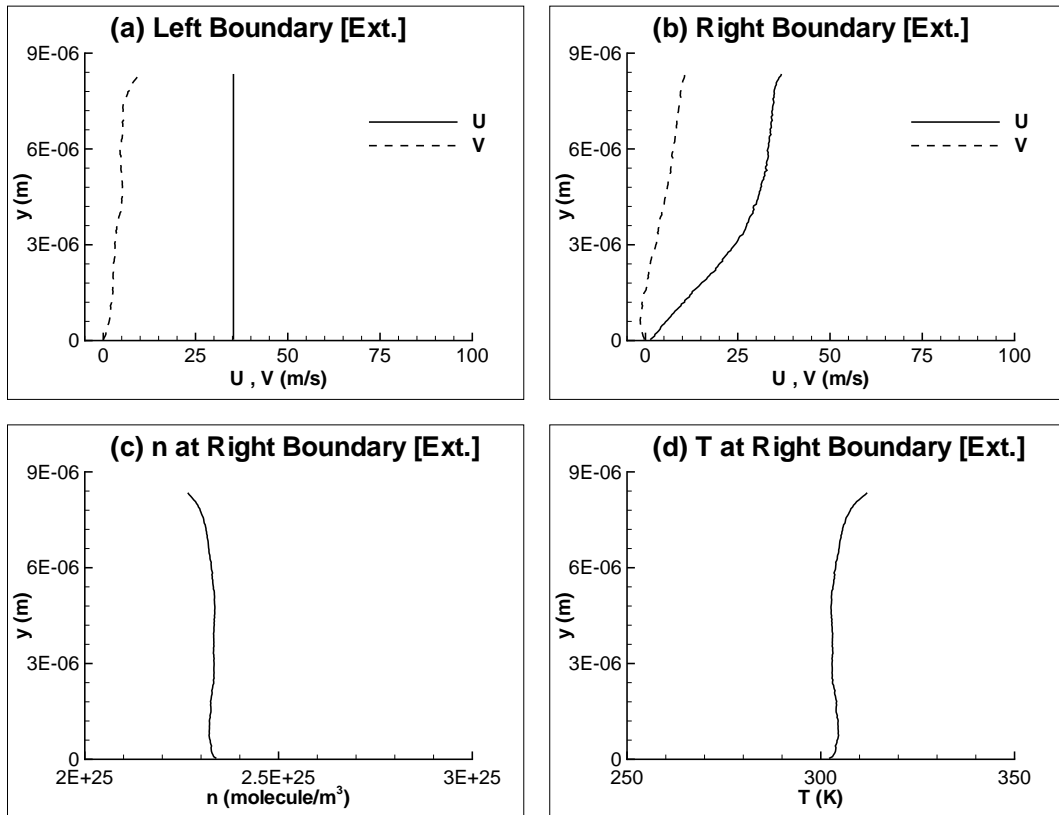 (a) Left Boundary [Ext.]
9E-06
6E-06
3E-06
0
y (m)
U
V
0 25 50 75 100
U , V (m/s)
(b) Right Boundary [Ext.]
9E-06
6E-06
3E-06
0
y (m)
U
V
0 25 50 75 100
U , V (m/s)
(c) n at Right Boundary [Ext.]
9E-06
6E-06
3E-06
0
y (m)
2E+25 2.5E+25 3E+25
n (molecule/m³)
(d) T at Right Boundary [Ext.]
9E-06
6E-06
3E-06
0
y (m)
250 300 350
T (K)